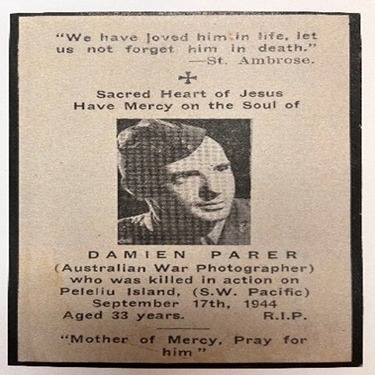 "We have loved him in life, let
us not forget him in death."
—St. Ambrose.
Sacred Heart of Jesus
Have Mercy on the Soul of
DAMIEN PARER
(Australian War Photographer)
who was killed in action on
Peleliu Island, (S.W. Pacific)
September 17th, 1944
Aged 33 years. R.I.P.
"Mother of Mercy, Pray for
him"